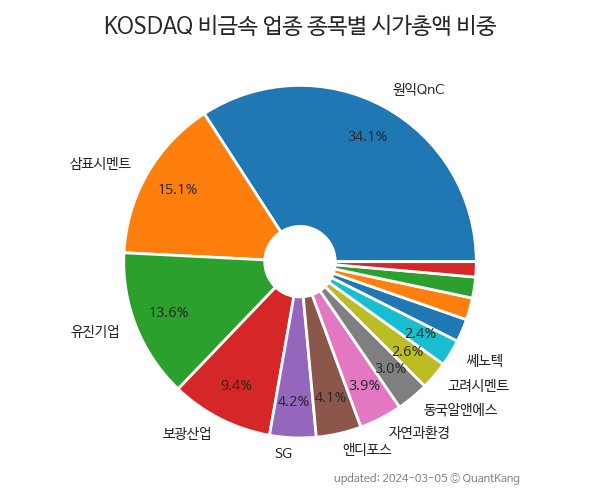 KOSDAQ 비금속 업종 종목별 시가총액 비중
원익QnC
34.1%
삼표시멘트
15.1%
유진기업
13.6%
보광산업
9.4%
SG
4.2%
앤디포스
4.1%
자연과환경
3.9%
동국알앤에스
3.0%
고려시멘트
2.6%
쎄노텍
2.4%
updated: 2024-03-05 © QuantKang